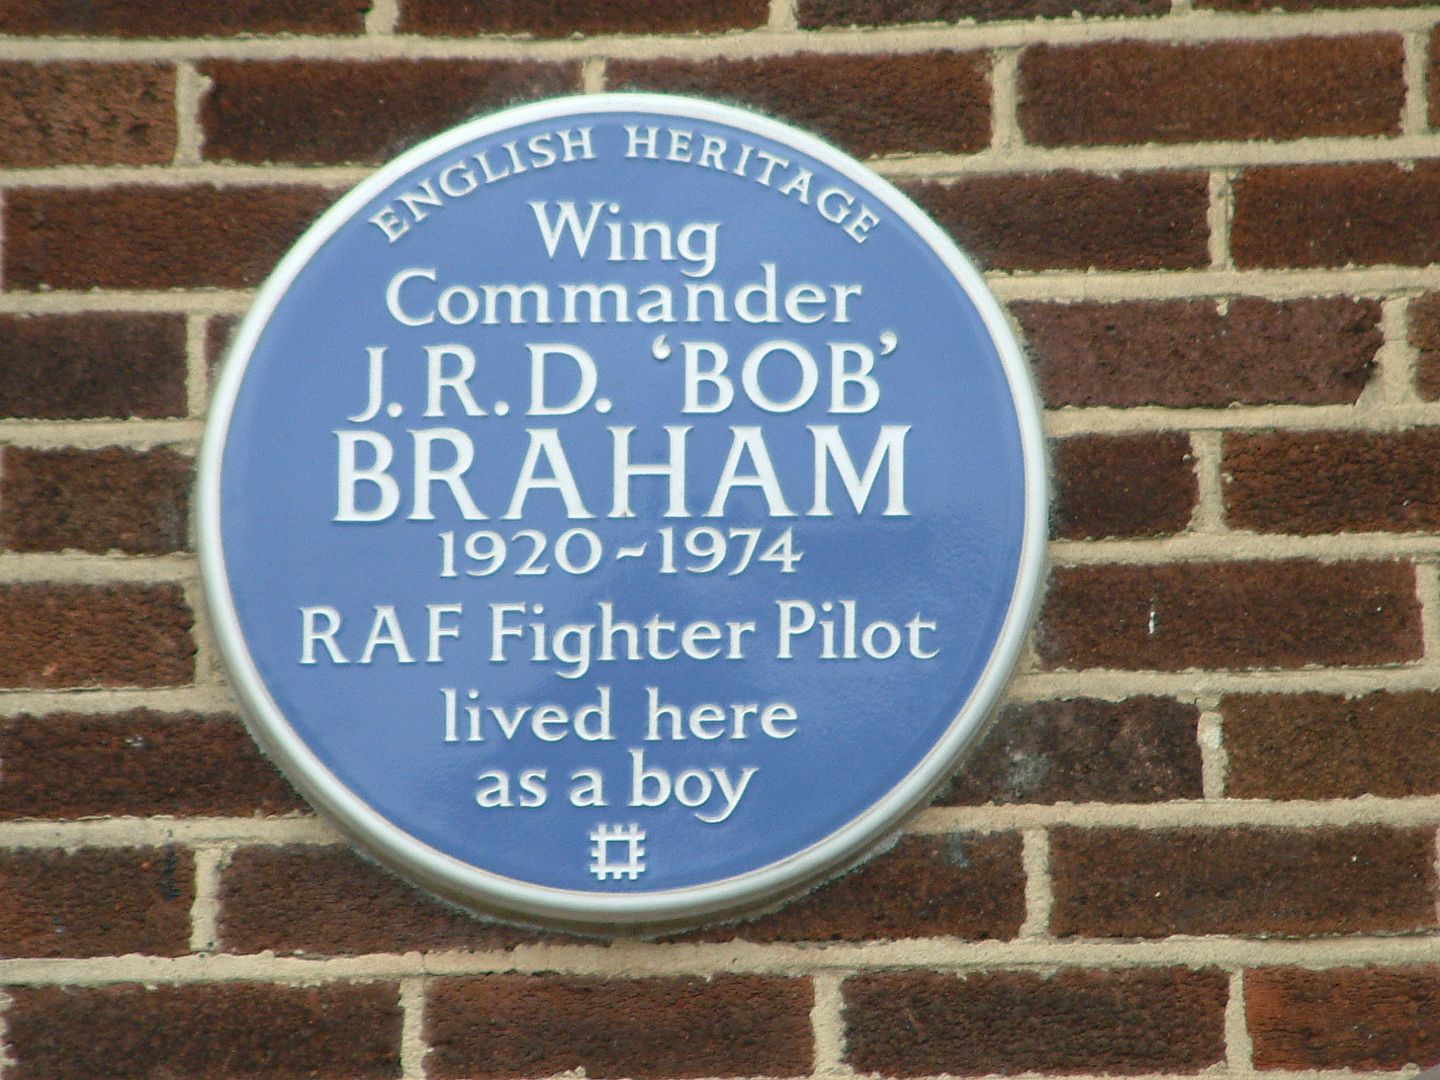 ENGLISH HERITAGE
Wing
Commander
J.R.D. ‘BOB’
BRAHAM
1920~1974
RAF Fighter Pilot
lived here
as a boy